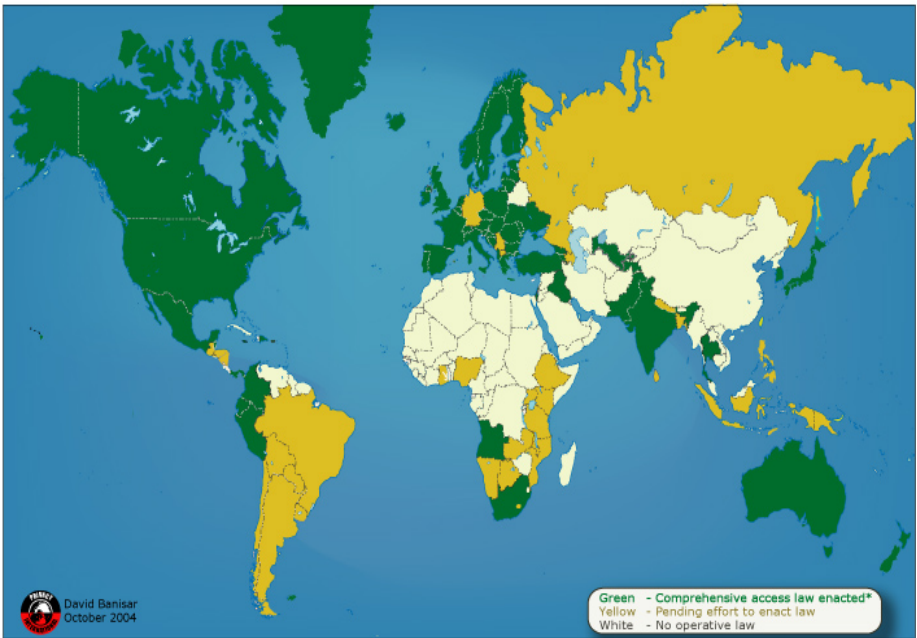 PRIVACY
David Banisar
October 2004
Green - Comprehensive access law enacted*
Yellow - Pending effort to enact law
White - No operative law